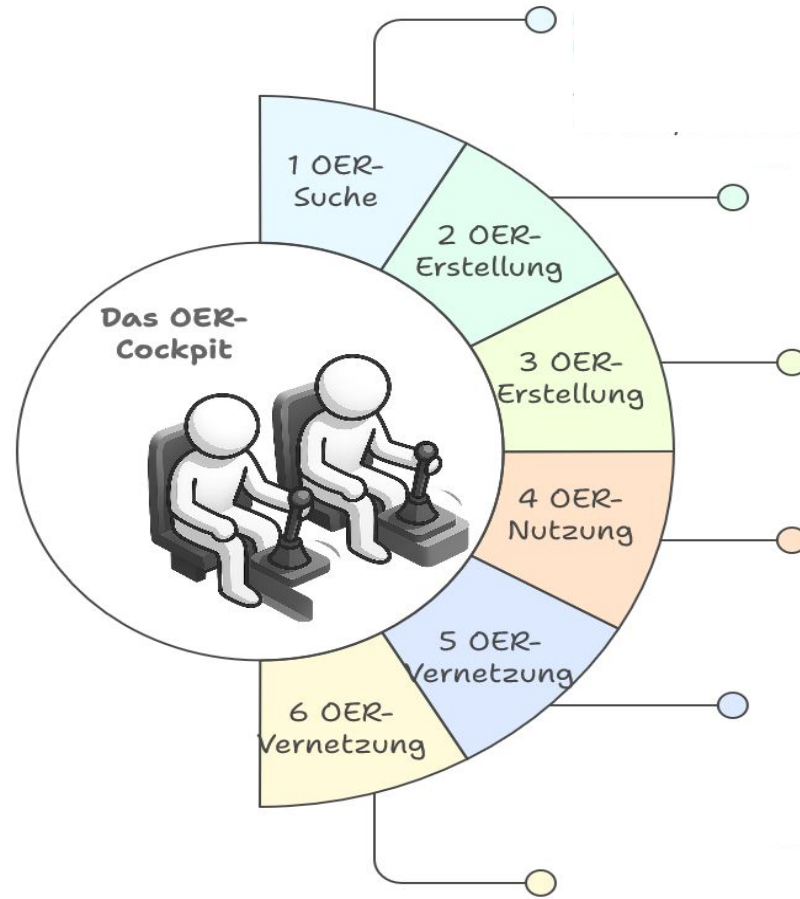 1 OER-
Suche
2 OER-
Erstellung
Das OER-
Cockpit
3 OER-
Erstellung
4 OER-
Nutzung
5 OER-
Vernetzung
6 OER-
Vernetzung